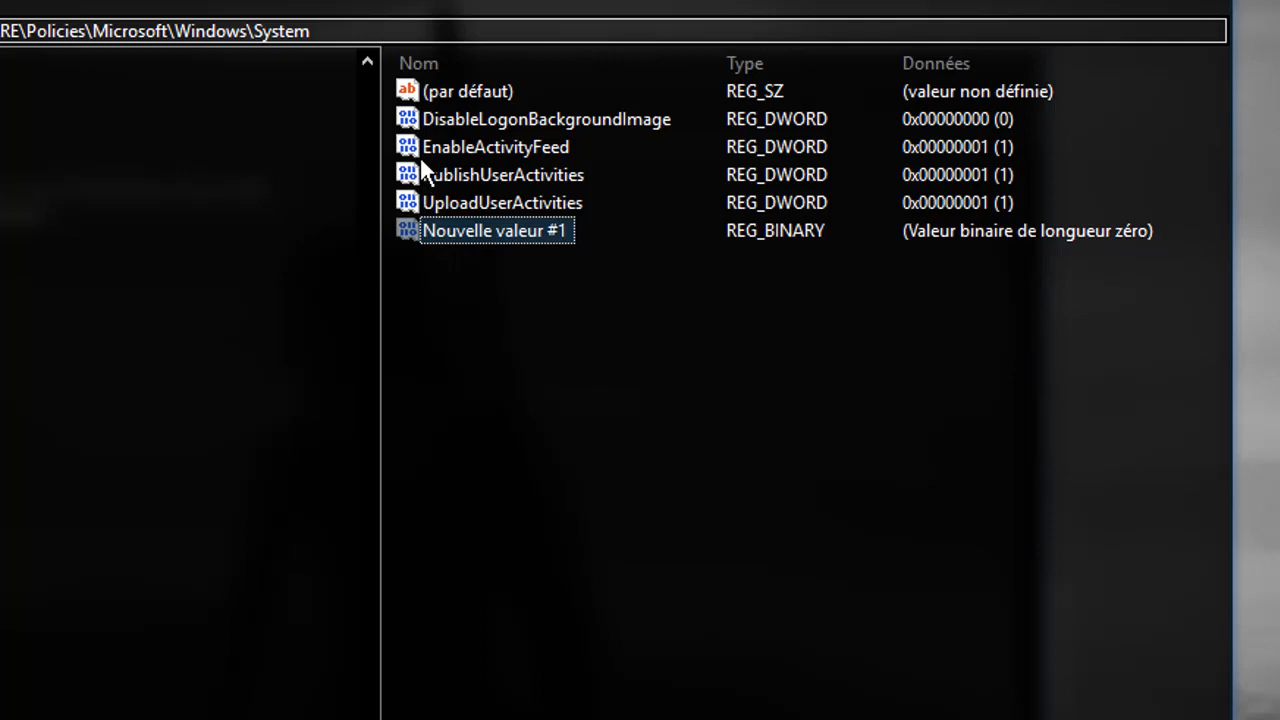 RE\Policies\Microsoft\Windows\System
Nom Type Données
(par défaut) REG_SZ (valeur non définie)
DisableLogonBackgroundImage REG_DWORD 0x00000000 (0)
EnableActivityFeed REG_DWORD 0x00000001 (1)
PublishUserActivities REG_DWORD 0x00000001 (1)
UploadUserActivities REG_DWORD 0x00000001 (1)
Nouvelle valeur #1 REG_BINARY (Valeur binaire de longueur zéro)